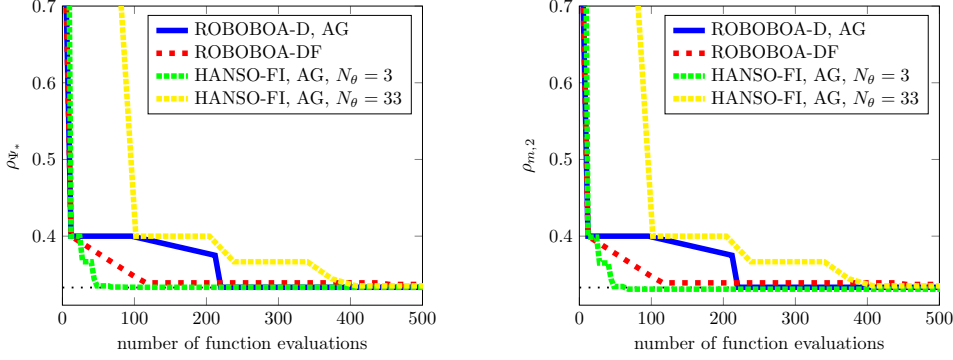 0.7
0.6
0.5
0.4
ρΨ*
0 100 200 300 400 500
number of function evaluations
ROBOBOA-D, AG
ROBOBOA-DF
HANSO-FI, AG, Nθ = 3
HANSO-FI, AG, Nθ = 33
0.7
0.6
0.5
0.4
ρm,2
0 100 200 300 400 500
number of function evaluations
ROBOBOA-D, AG
ROBOBOA-DF
HANSO-FI, AG, Nθ = 3
HANSO-FI, AG, Nθ = 33